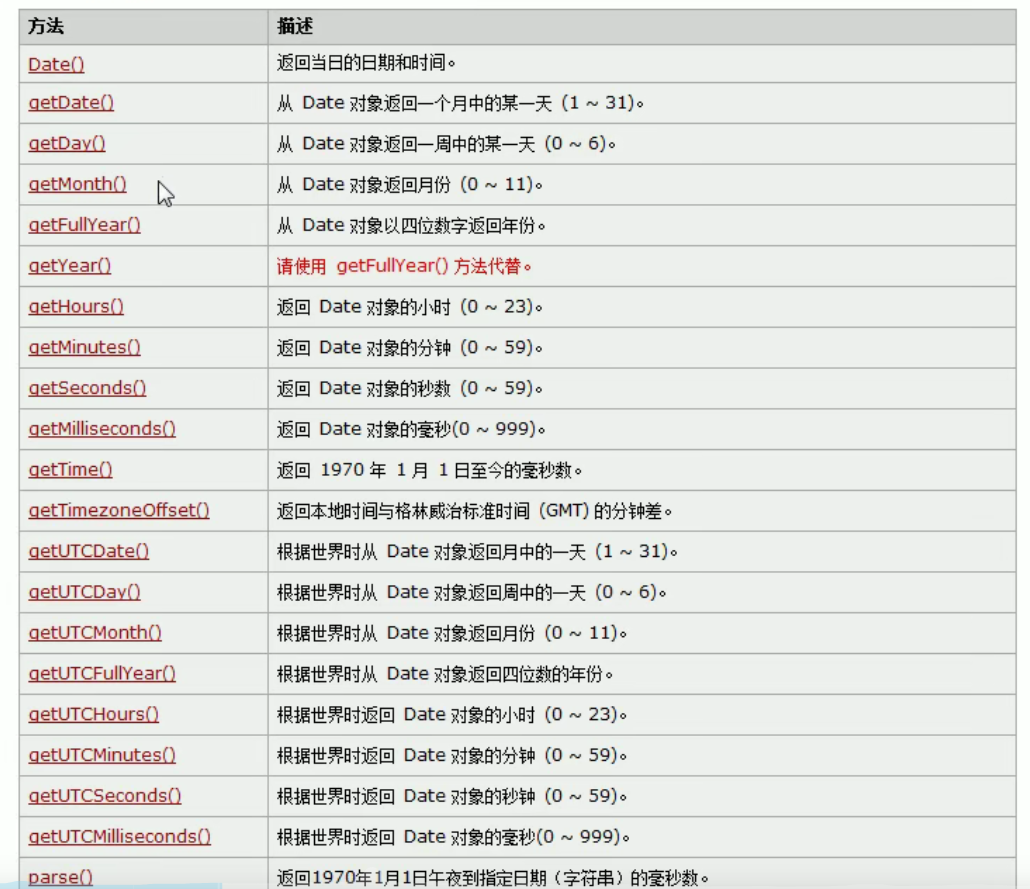 方法 描述
Date() 返回当日的日期和时间。
getDate() 从 Date 对象返回一个月中的某一天 (1 ~ 31)。
getDay() 从 Date 对象返回一周中的某一天 (0 ~ 6)。
getMonth() 从 Date 对象返回月份 (0 ~ 11)。
getFullYear() 从 Date 对象以四位数字返回年份。
getYear() 请使用 getFullYear() 方法代替。
getHours() 返回 Date 对象的小时 (0 ~ 23)。
getMinutes() 返回 Date 对象的分钟 (0 ~ 59)。
getSeconds() 返回 Date 对象的秒数 (0 ~ 59)。
getMilliseconds() 返回 Date 对象的毫秒(0 ~ 999)。
getTime() 返回 1970 年 1 月 1 日至今的毫秒数。
getTimezoneOffset() 返回本地时间与格林威治标准时间 (GMT) 的分钟差。
getUTCDate() 根据世界时从 Date 对象返回月中的一天 (1 ~ 31)。
getUTCDay() 根据世界时从 Date 对象返回周中的一天 (0 ~ 6)。
getUTCMonth() 根据世界时从 Date 对象返回月份 (0 ~ 11)。
getUTCFullYear() 根据世界时从 Date 对象返回四位数的年份。
getUTCHours() 根据世界时返回 Date 对象的小时 (0 ~ 23)。
getUTCMinutes() 根据世界时返回 Date 对象的分钟 (0 ~ 59)。
getUTCSeconds() 根据世界时返回 Date 对象的秒钟 (0 ~ 59)。
getUTCMilliseconds() 根据世界时返回 Date 对象的毫秒(0 ~ 999)。
parse() 返回1970年1月1日午夜到指定日期（字符串）的毫秒数。